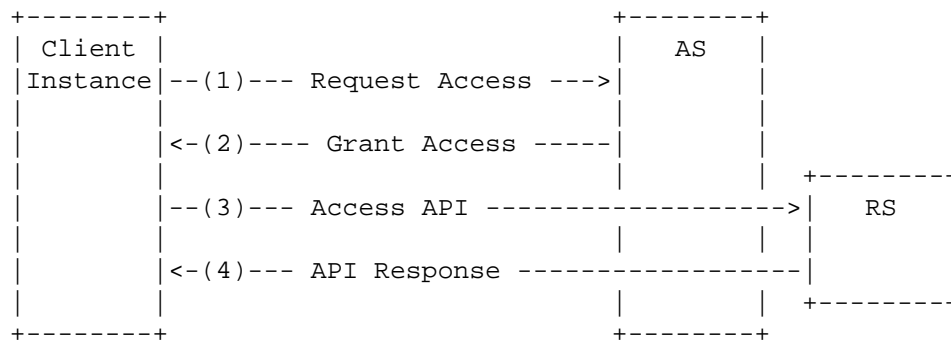 +--------+                                  +--------+
| Client |                                  |   AS   |
|Instance|--(1)--- Request Access --->|        |
|        |                            |        |
|        |<-(2)---- Grant Access -----|        |
|        |                            |        |  +--------
|        |--(3)--- Access API ------------------->|   RS
|        |                            |        |  |
|        |<-(4)--- API Response ------------------|
|        |                            |        |  +--------
+--------+                            +--------+